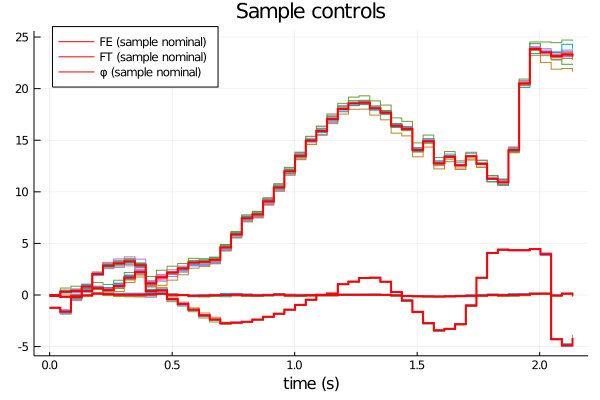 Sample controls
FE (sample nominal)
FT (sample nominal)
φ (sample nominal)
25
20
15
10
5
0
-5
0.0 0.5 1.0 1.5 2.0
time (s)